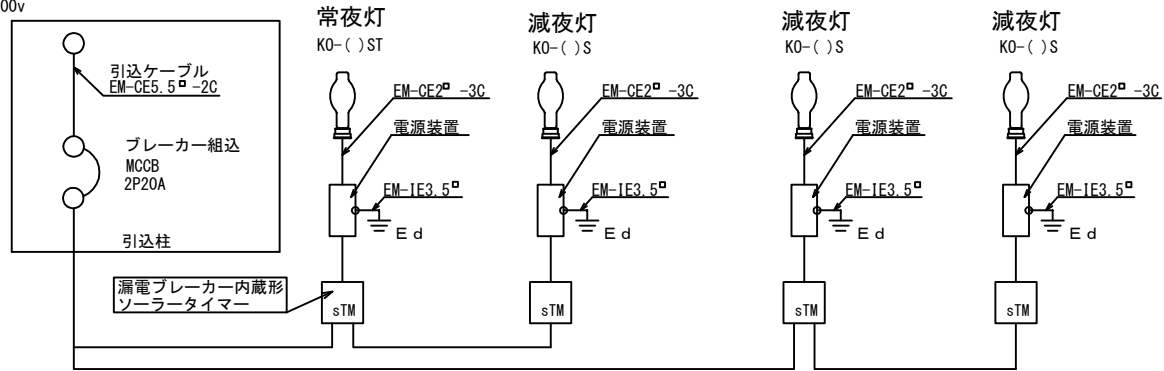 00v
常夜灯
KO-( )ST
減夜灯
KO-( )S
減夜灯
KO-( )S
減夜灯
KO-( )S
引込ケーブル
EM-CE5.5□ -2C
EM-CE2□ -3C
EM-CE2□ -3C
EM-CE2□ -3C
EM-CE2□ -3C
電源装置
電源装置
電源装置
電源装置
ブレーカー組込
MCCB
2P20A
EM-IE3.5□
EM-IE3.5□
EM-IE3.5□
EM-IE3.5□
Ed
Ed
Ed
Ed
引込柱
漏電ブレーカー内蔵形
ソーラータイマー
sTM
sTM
sTM
sTM